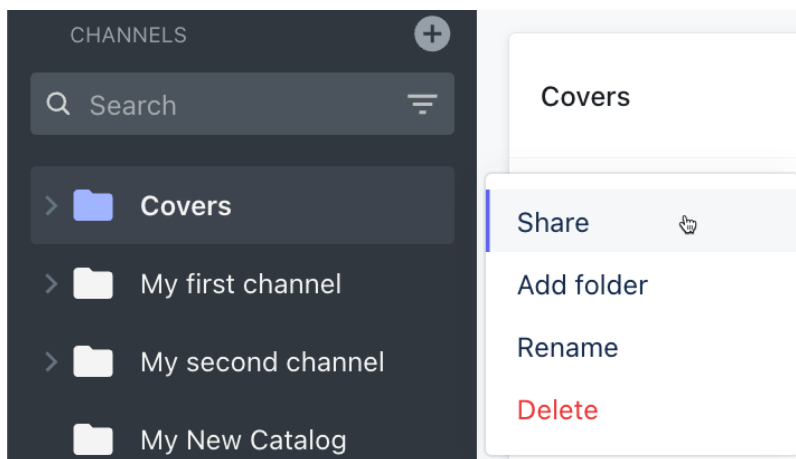 CHANNELS
Search
Covers
My first channel
My second channel
My New Catalog
Covers
Share
Add folder
Rename
Delete